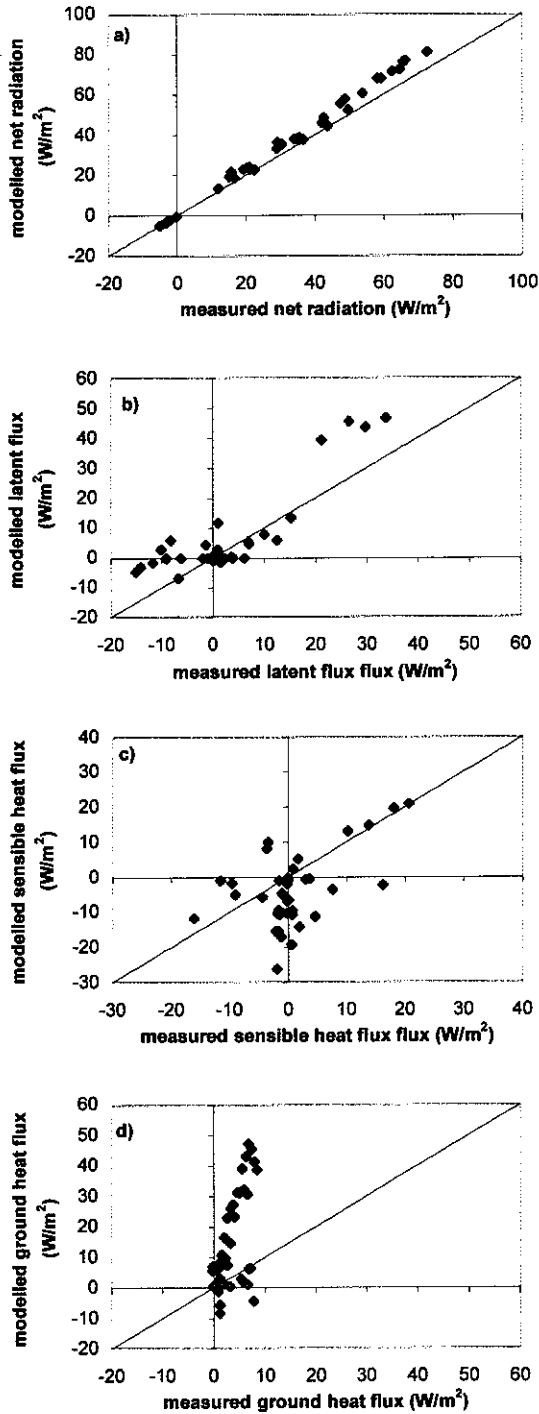 a)
modelled net radiation
(W/m²)
100
80
60
40
20
0
-20
-20 0 20 40 60 80 100
measured net radiation (W/m²)
b)
modelled latent flux
(W/m²)
60
50
40
30
20
10
0
-10
-20
-20 -10 0 10 20 30 40 50 60
measured latent flux flux (W/m²)
c)
modelled sensible heat flux
(W/m²)
40
30
20
10
0
-10
-20
-30
-30 -20 -10 0 10 20 30 40
measured sensible heat flux flux (W/m²)
d)
modelled ground heat flux
(W/m²)
60
50
40
30
20
10
0
-10
-20
-20 -10 0 10 20 30 40 50 60
measured ground heat flux (W/m²)